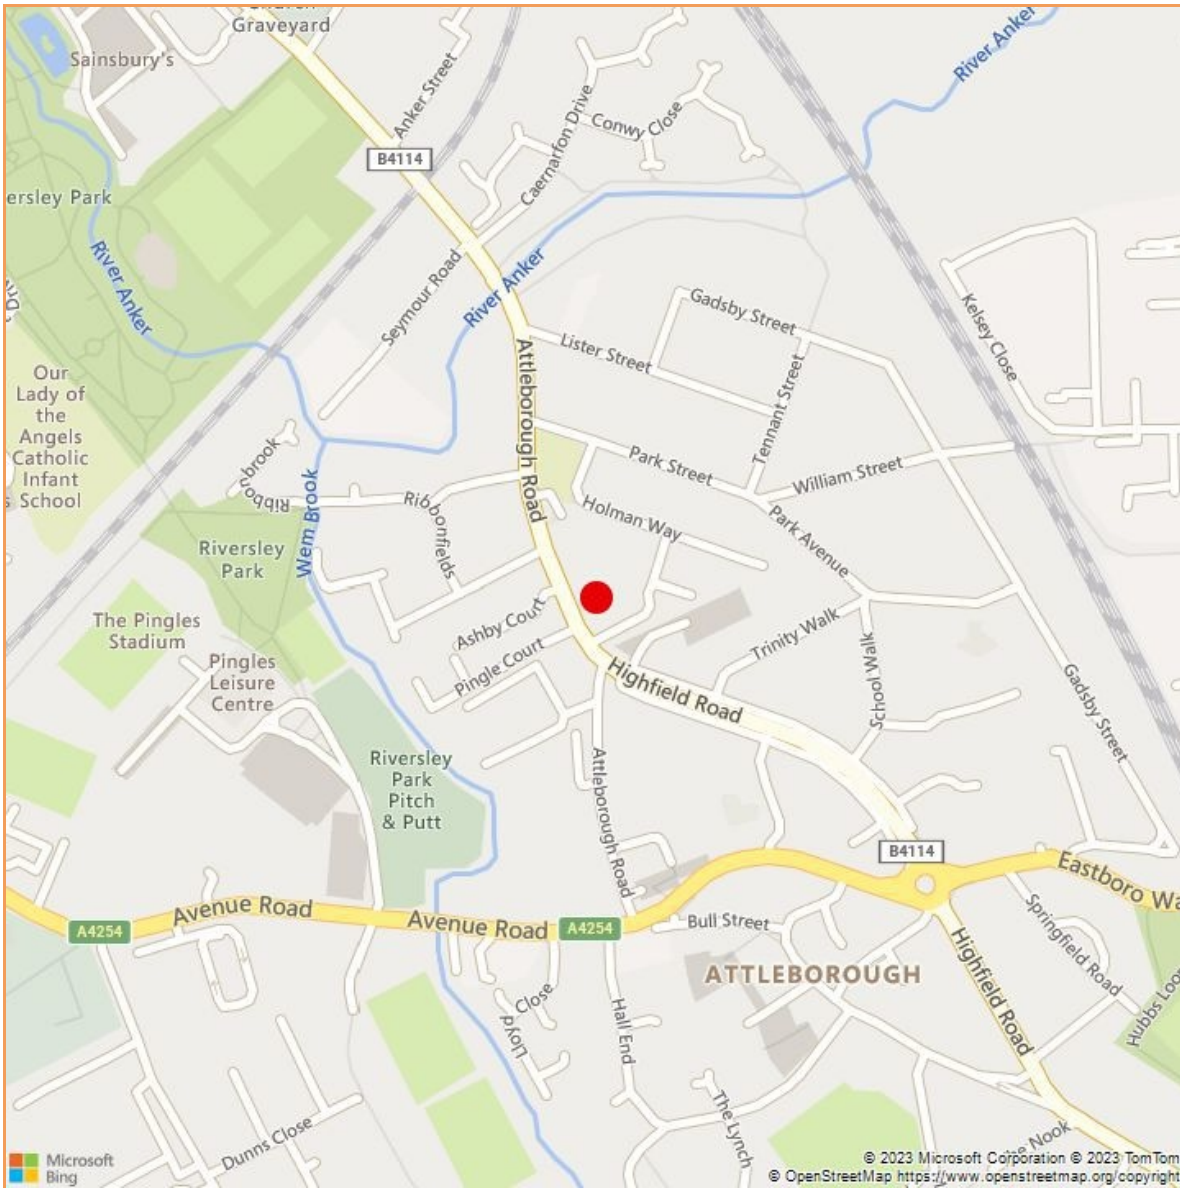 Church
Graveyard
Sainsbury's
Anker Street
B4114
Caernarfon Drive
Conwy Close
River Anker
ersley Park
River Anker
River Anker
Seymour Road
Kelsey Close
Gadsby Street
Lister Street
Attleborough Road
Tennant Street
Our
Lady of
the
Angels
Catholic
Infant
School
Ribbonbrook
Wem Brook
Ribbonfields
Park Street
William Street
Holman Way
Park Avenue
Riversley
Park
The Pingles
Stadium
Pingles
Leisure
Centre
Ashby Court
Pingle Court
Trinity Walk
School Walk
Highfield Road
Gadsby Street
Attleborough Road
Riversley
Park
Pitch
& Putt
B4114
Eastboro Wa
Avenue Road
A4254
Avenue Road
A4254
Bull Street
Springfield Road
ATTLEBOROUGH
Highfield Road
Hubbs Loo
Lloyd Close
Hall End
The Lynch
Dunns Close
Nook
Microsoft
Bing
© 2023 Microsoft Corporation © 2023 TomTom
© OpenStreetMap https://www.openstreetmap.org/copyright